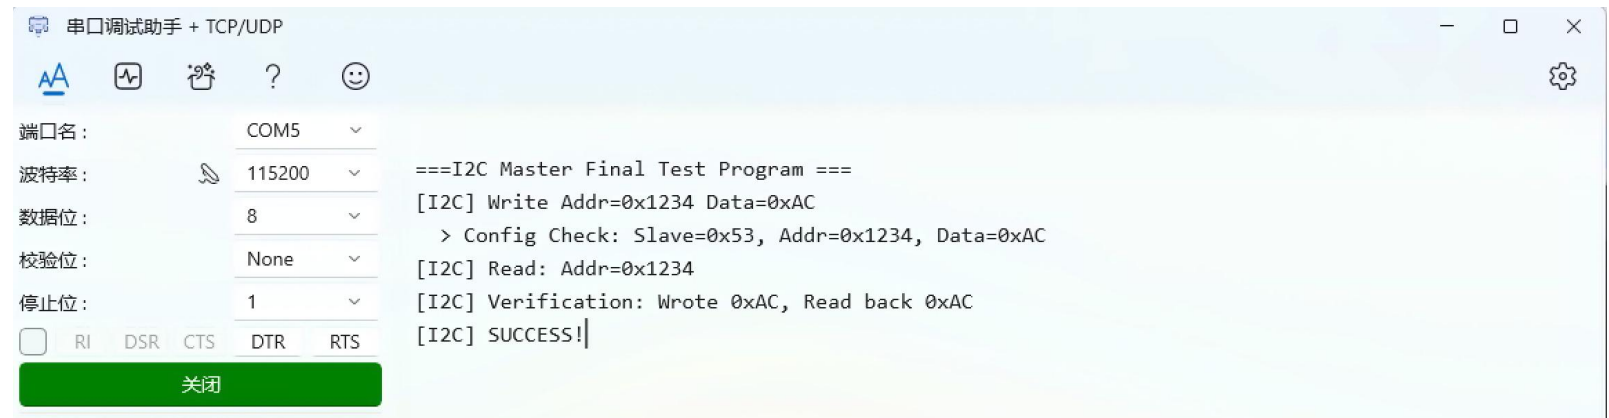 串口调试助手 + TCP/UDP
AA
?
端口名： COM5
波特率： 115200
数据位： 8
校验位： None
停止位： 1
RI DSR CTS DTR RTS
关闭
===I2C Master Final Test Program ===
[I2C] Write Addr=0x1234 Data=0xAC
> Config Check: Slave=0x53, Addr=0x1234, Data=0xAC
[I2C] Read: Addr=0x1234
[I2C] Verification: Wrote 0xAC, Read back 0xAC
[I2C] SUCCESS!